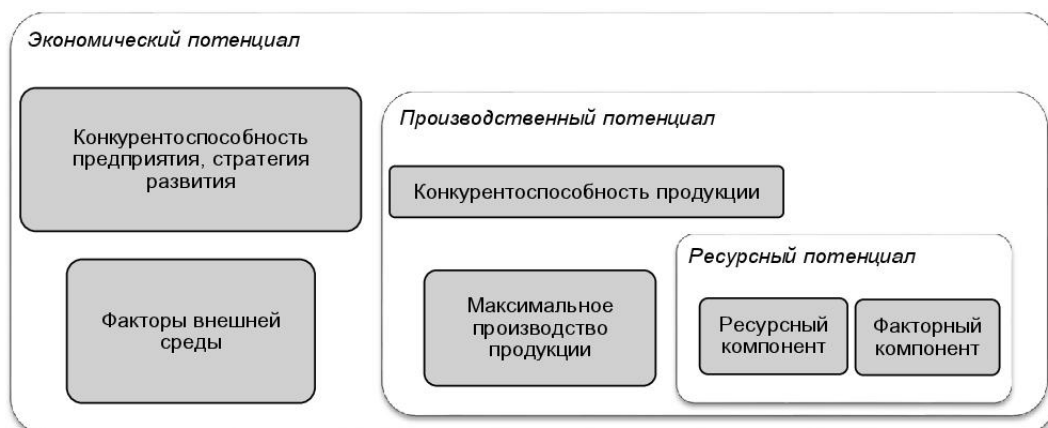 Экономический потенциал
Конкурентоспособность
предприятия, стратегия
развития
Факторы внешней
среды
Производственный потенциал
Конкурентоспособность продукции
Максимальное
производство
продукции
Ресурсный потенциал
Ресурсный
компонент
Факторный
компонент